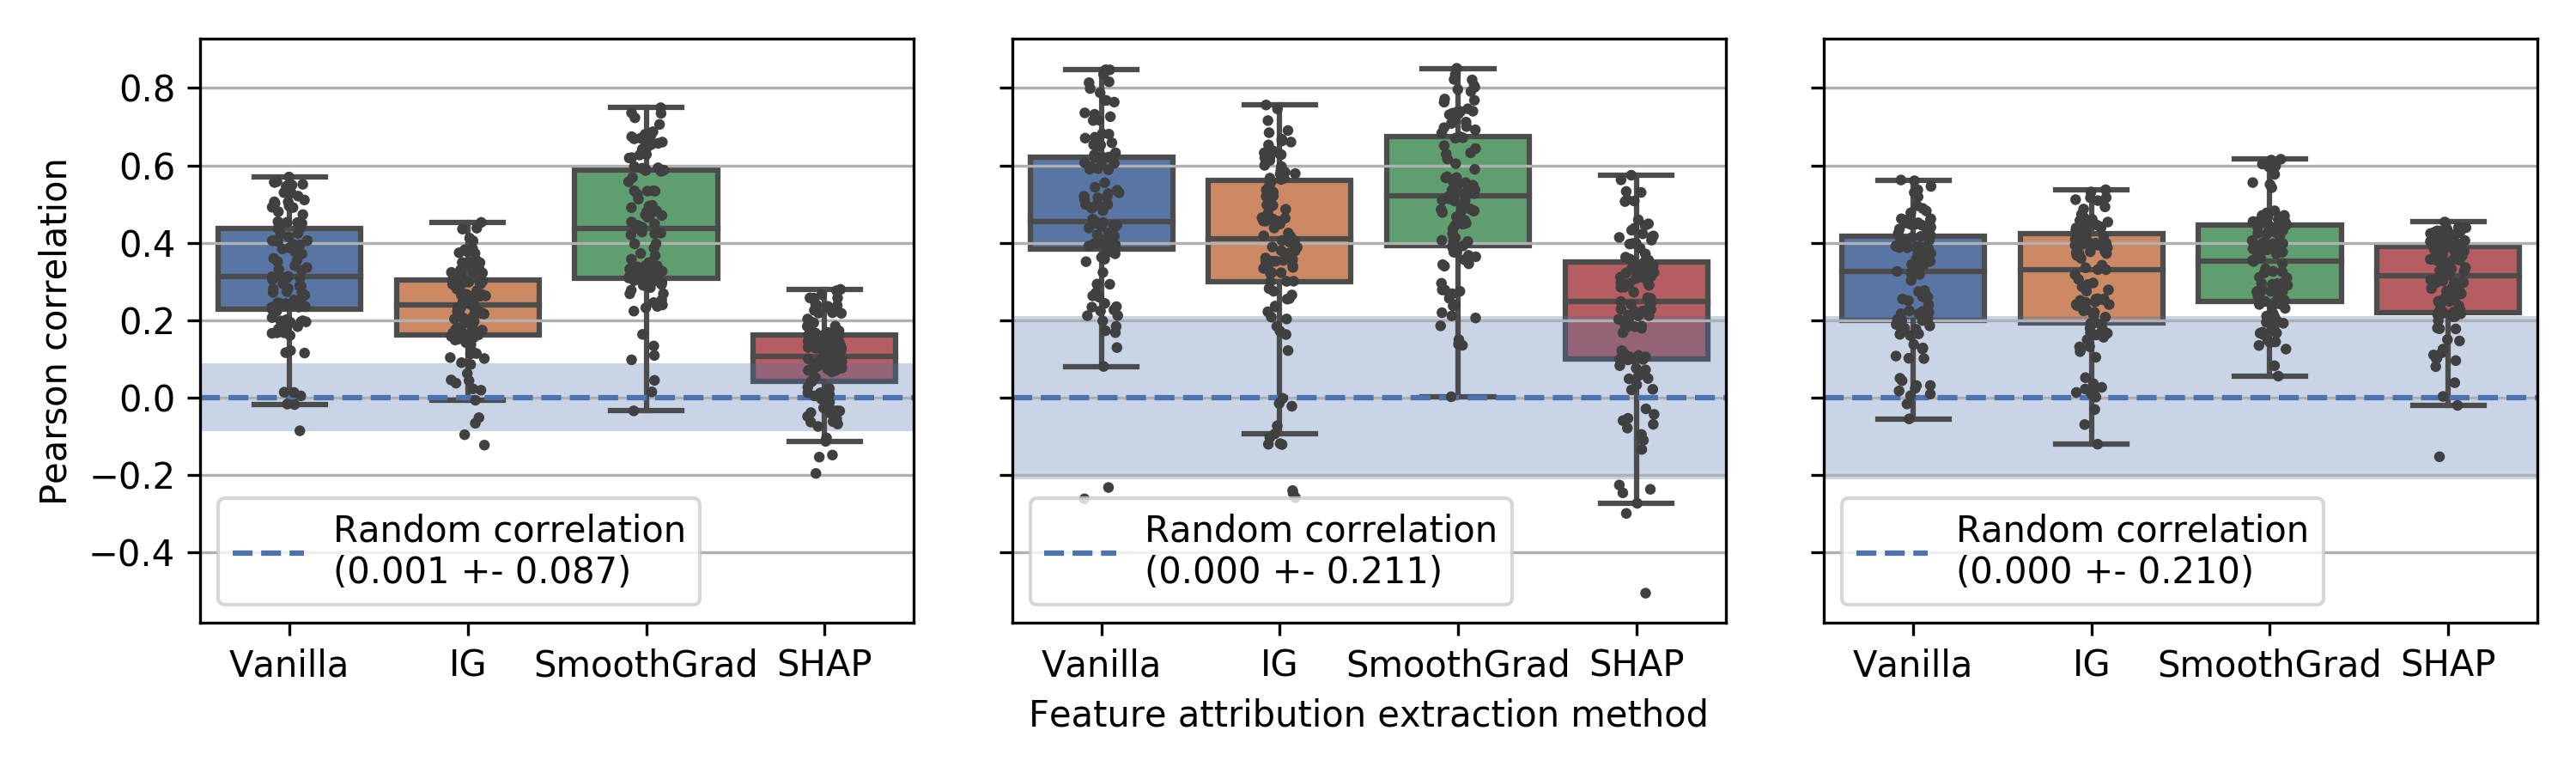 Pearson correlation
0.8
0.6
0.4
0.2
0.0
−0.2
−0.4
Random correlation
(0.001 +- 0.087)
Vanilla IG SmoothGrad SHAP
Random correlation
(0.000 +- 0.211)
Vanilla IG SmoothGrad SHAP
Random correlation
(0.000 +- 0.210)
Vanilla IG SmoothGrad SHAP
Feature attribution extraction method